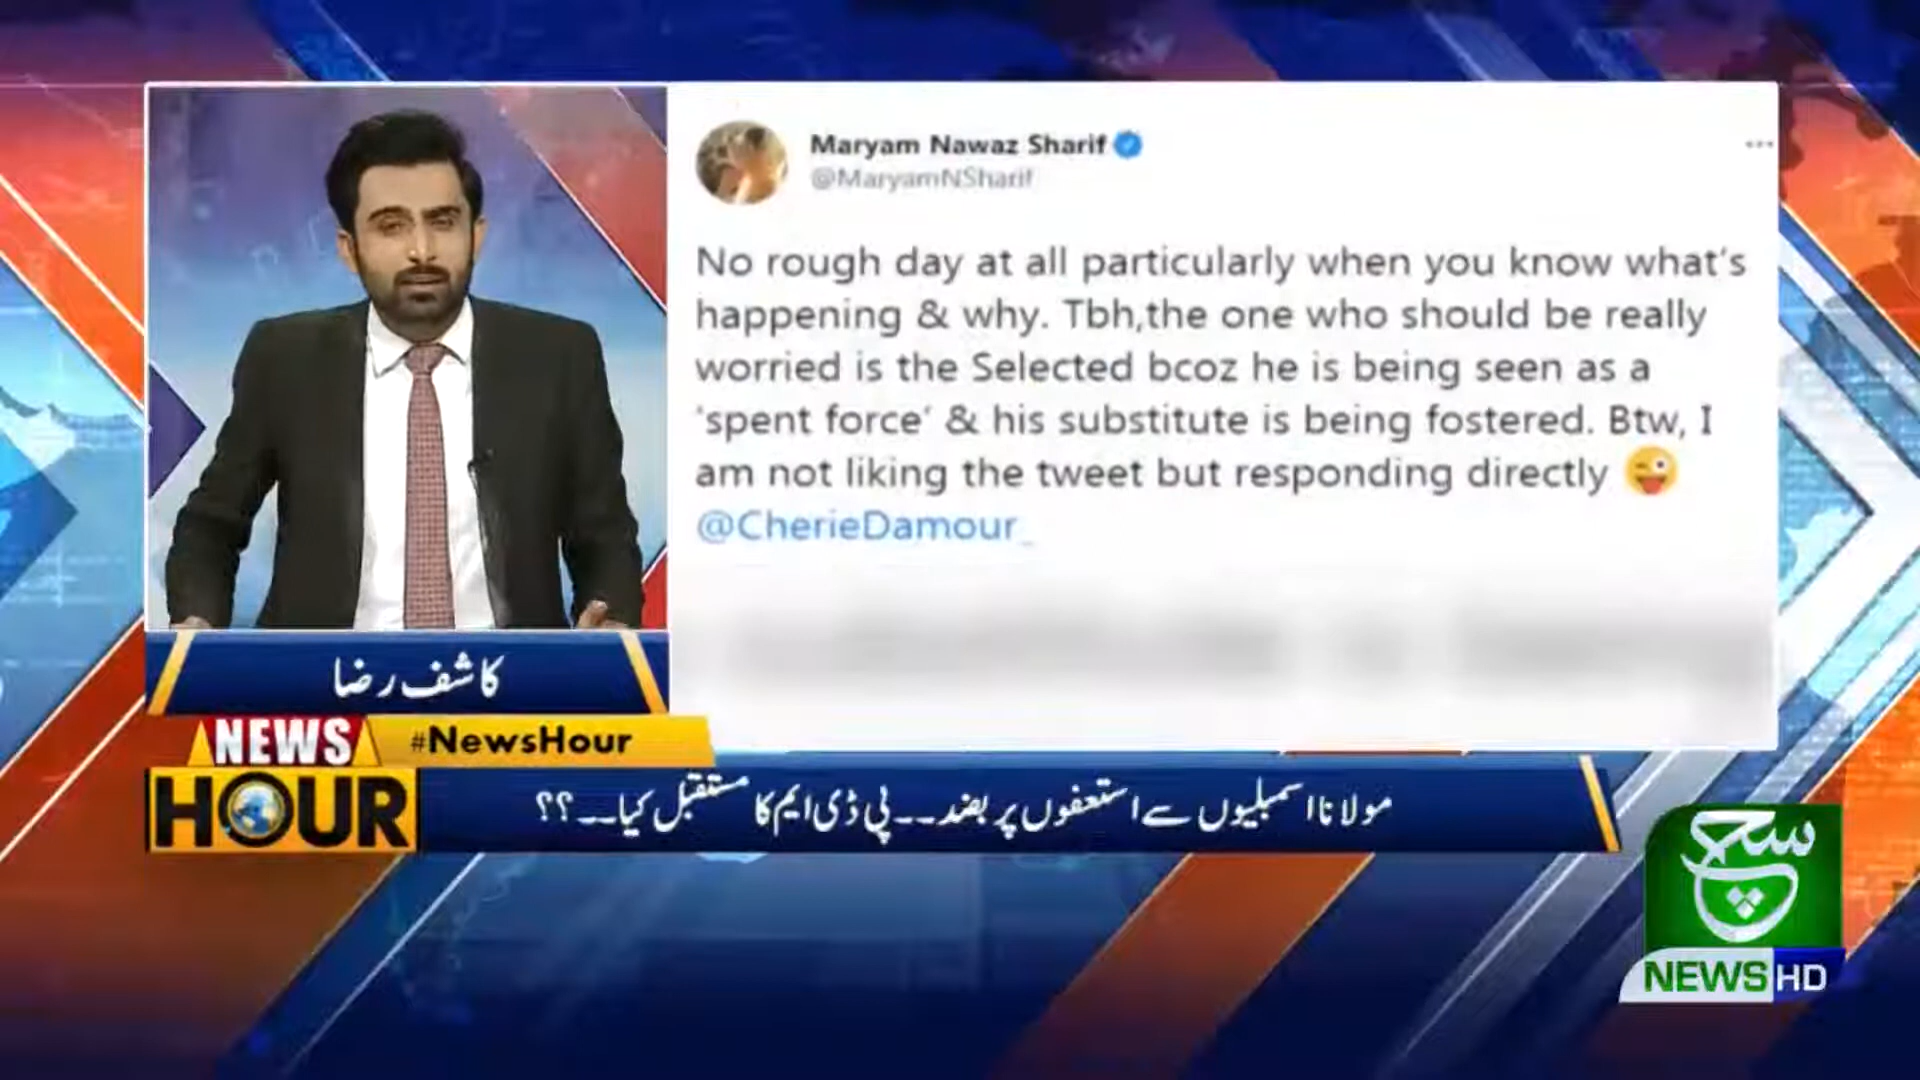 Maryam Nawaz Sharif
@MaryamNSharif
No rough day at all particularly when you know what's
happening & why. Tbh,the one who should be really
worried is the Selected bcoz he is being seen as a
'spent force' & his substitute is being fostered. Btw, I
am not liking the tweet but responding directly 😜
@CherieDamour_
کاشف رضا
NEWS
HOUR
#NewsHour
مولانا اسمبلیوں سے استعفوں پر بضد۔۔۔پی ڈی ایم کا مستقبل کیا۔۔۔؟؟
سچ
NEWS HD